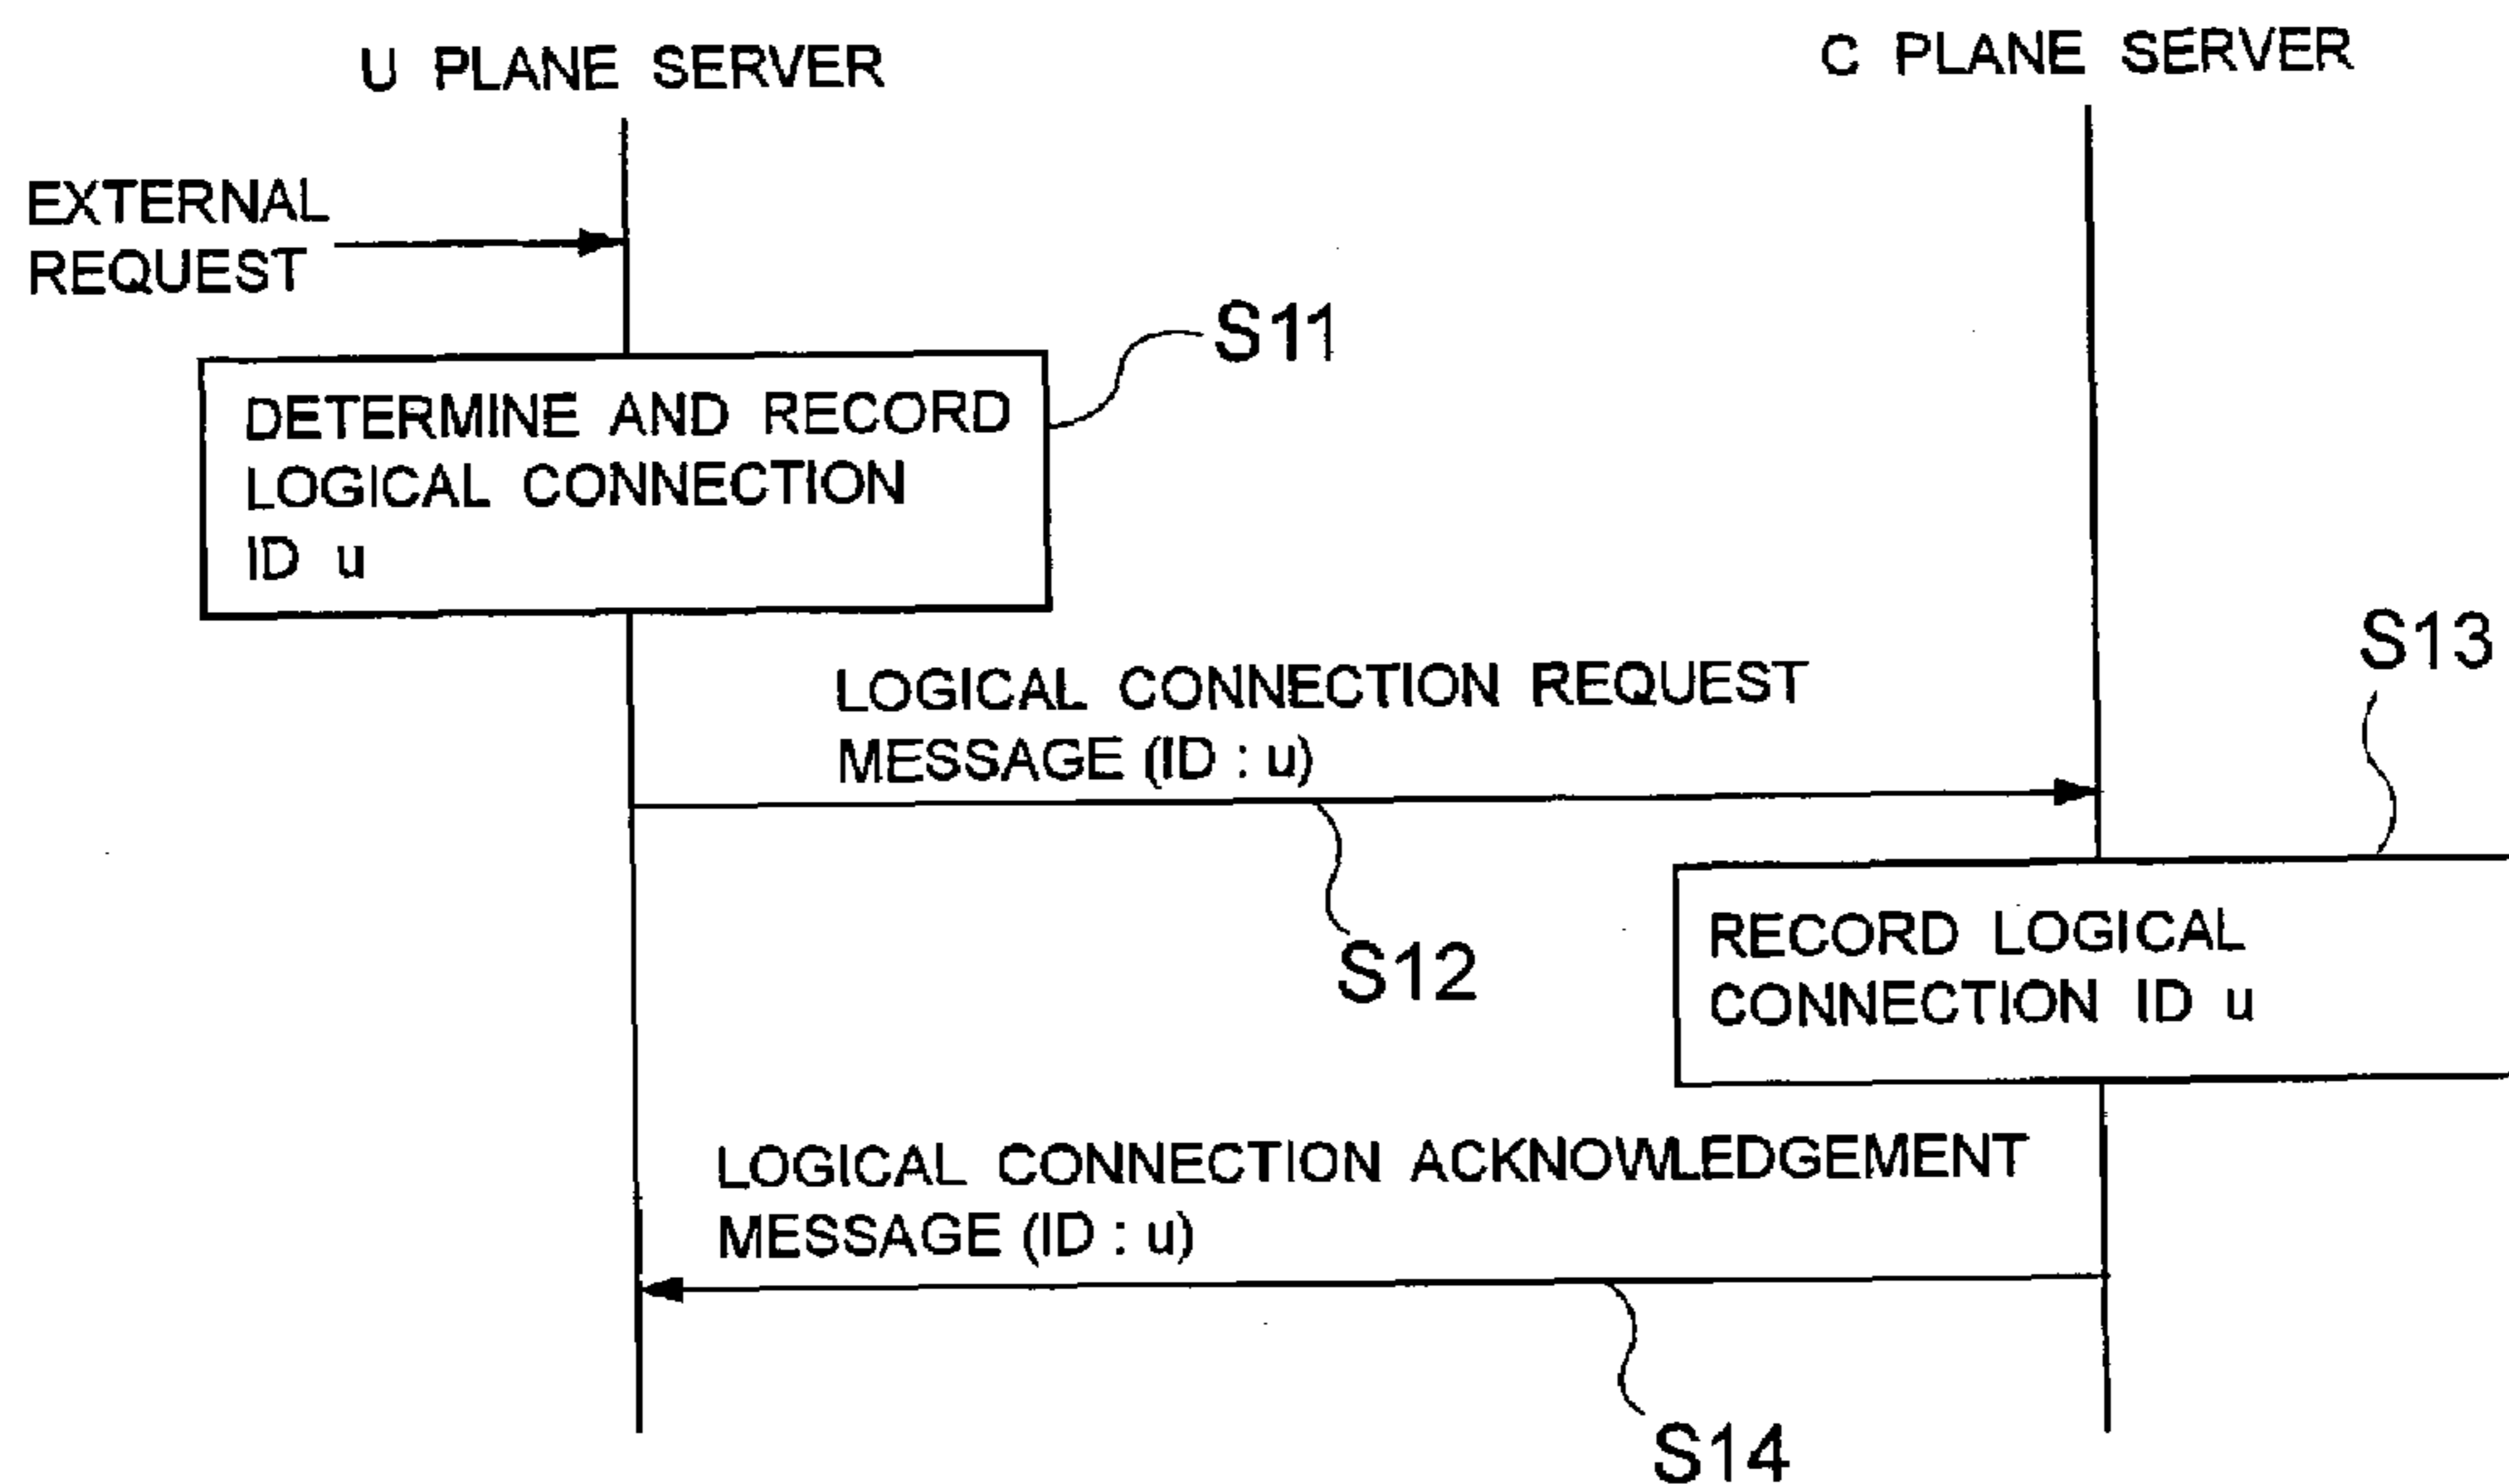 U PLANE SERVER
C PLANE SERVER
EXTERNAL
REQUEST
S11
DETERMINE AND RECORD
LOGICAL CONNECTION
ID u
S13
LOGICAL CONNECTION REQUEST
MESSAGE (ID : u)
S12
RECORD LOGICAL
CONNECTION ID u
LOGICAL CONNECTION ACKNOWLEDGEMENT
MESSAGE (ID : u)
S14